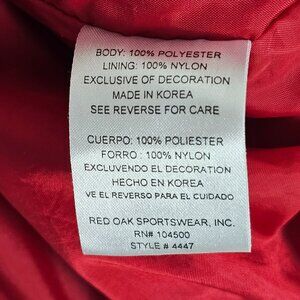 BODY: 100% POLYESTER
LINING: 100% NYLON
EXCLUSIVE OF DECORATION
MADE IN KOREA
SEE REVERSE FOR CARE
CUERPO: 100% POLIESTER
FORRO : 100% NYLON
EXCLUVENDO EL DECORATION
HECHO EN KOREA
VE EL REVERSO PARA EL CUIDADO
RED OAK SPORTSWEAR, INC.
RN# 104500
STYLE # 4447